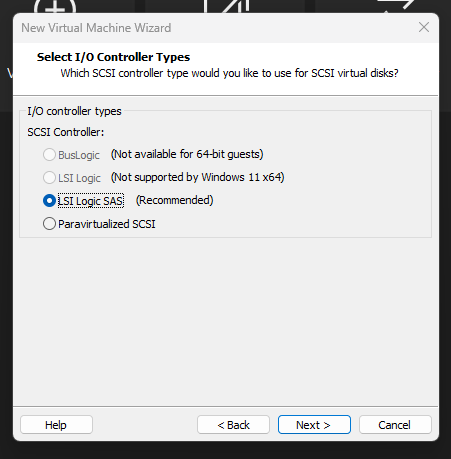 V
New Virtual Machine Wizard
Select I/O Controller Types
Which SCSI controller type would you like to use for SCSI virtual disks?
I/O controller types
SCSI Controller:
BusLogic (Not available for 64-bit guests)
LSI Logic (Not supported by Windows 11 x64)
LSI Logic SAS (Recommended)
Paravirtualized SCSI
Help < Back Next > Cancel